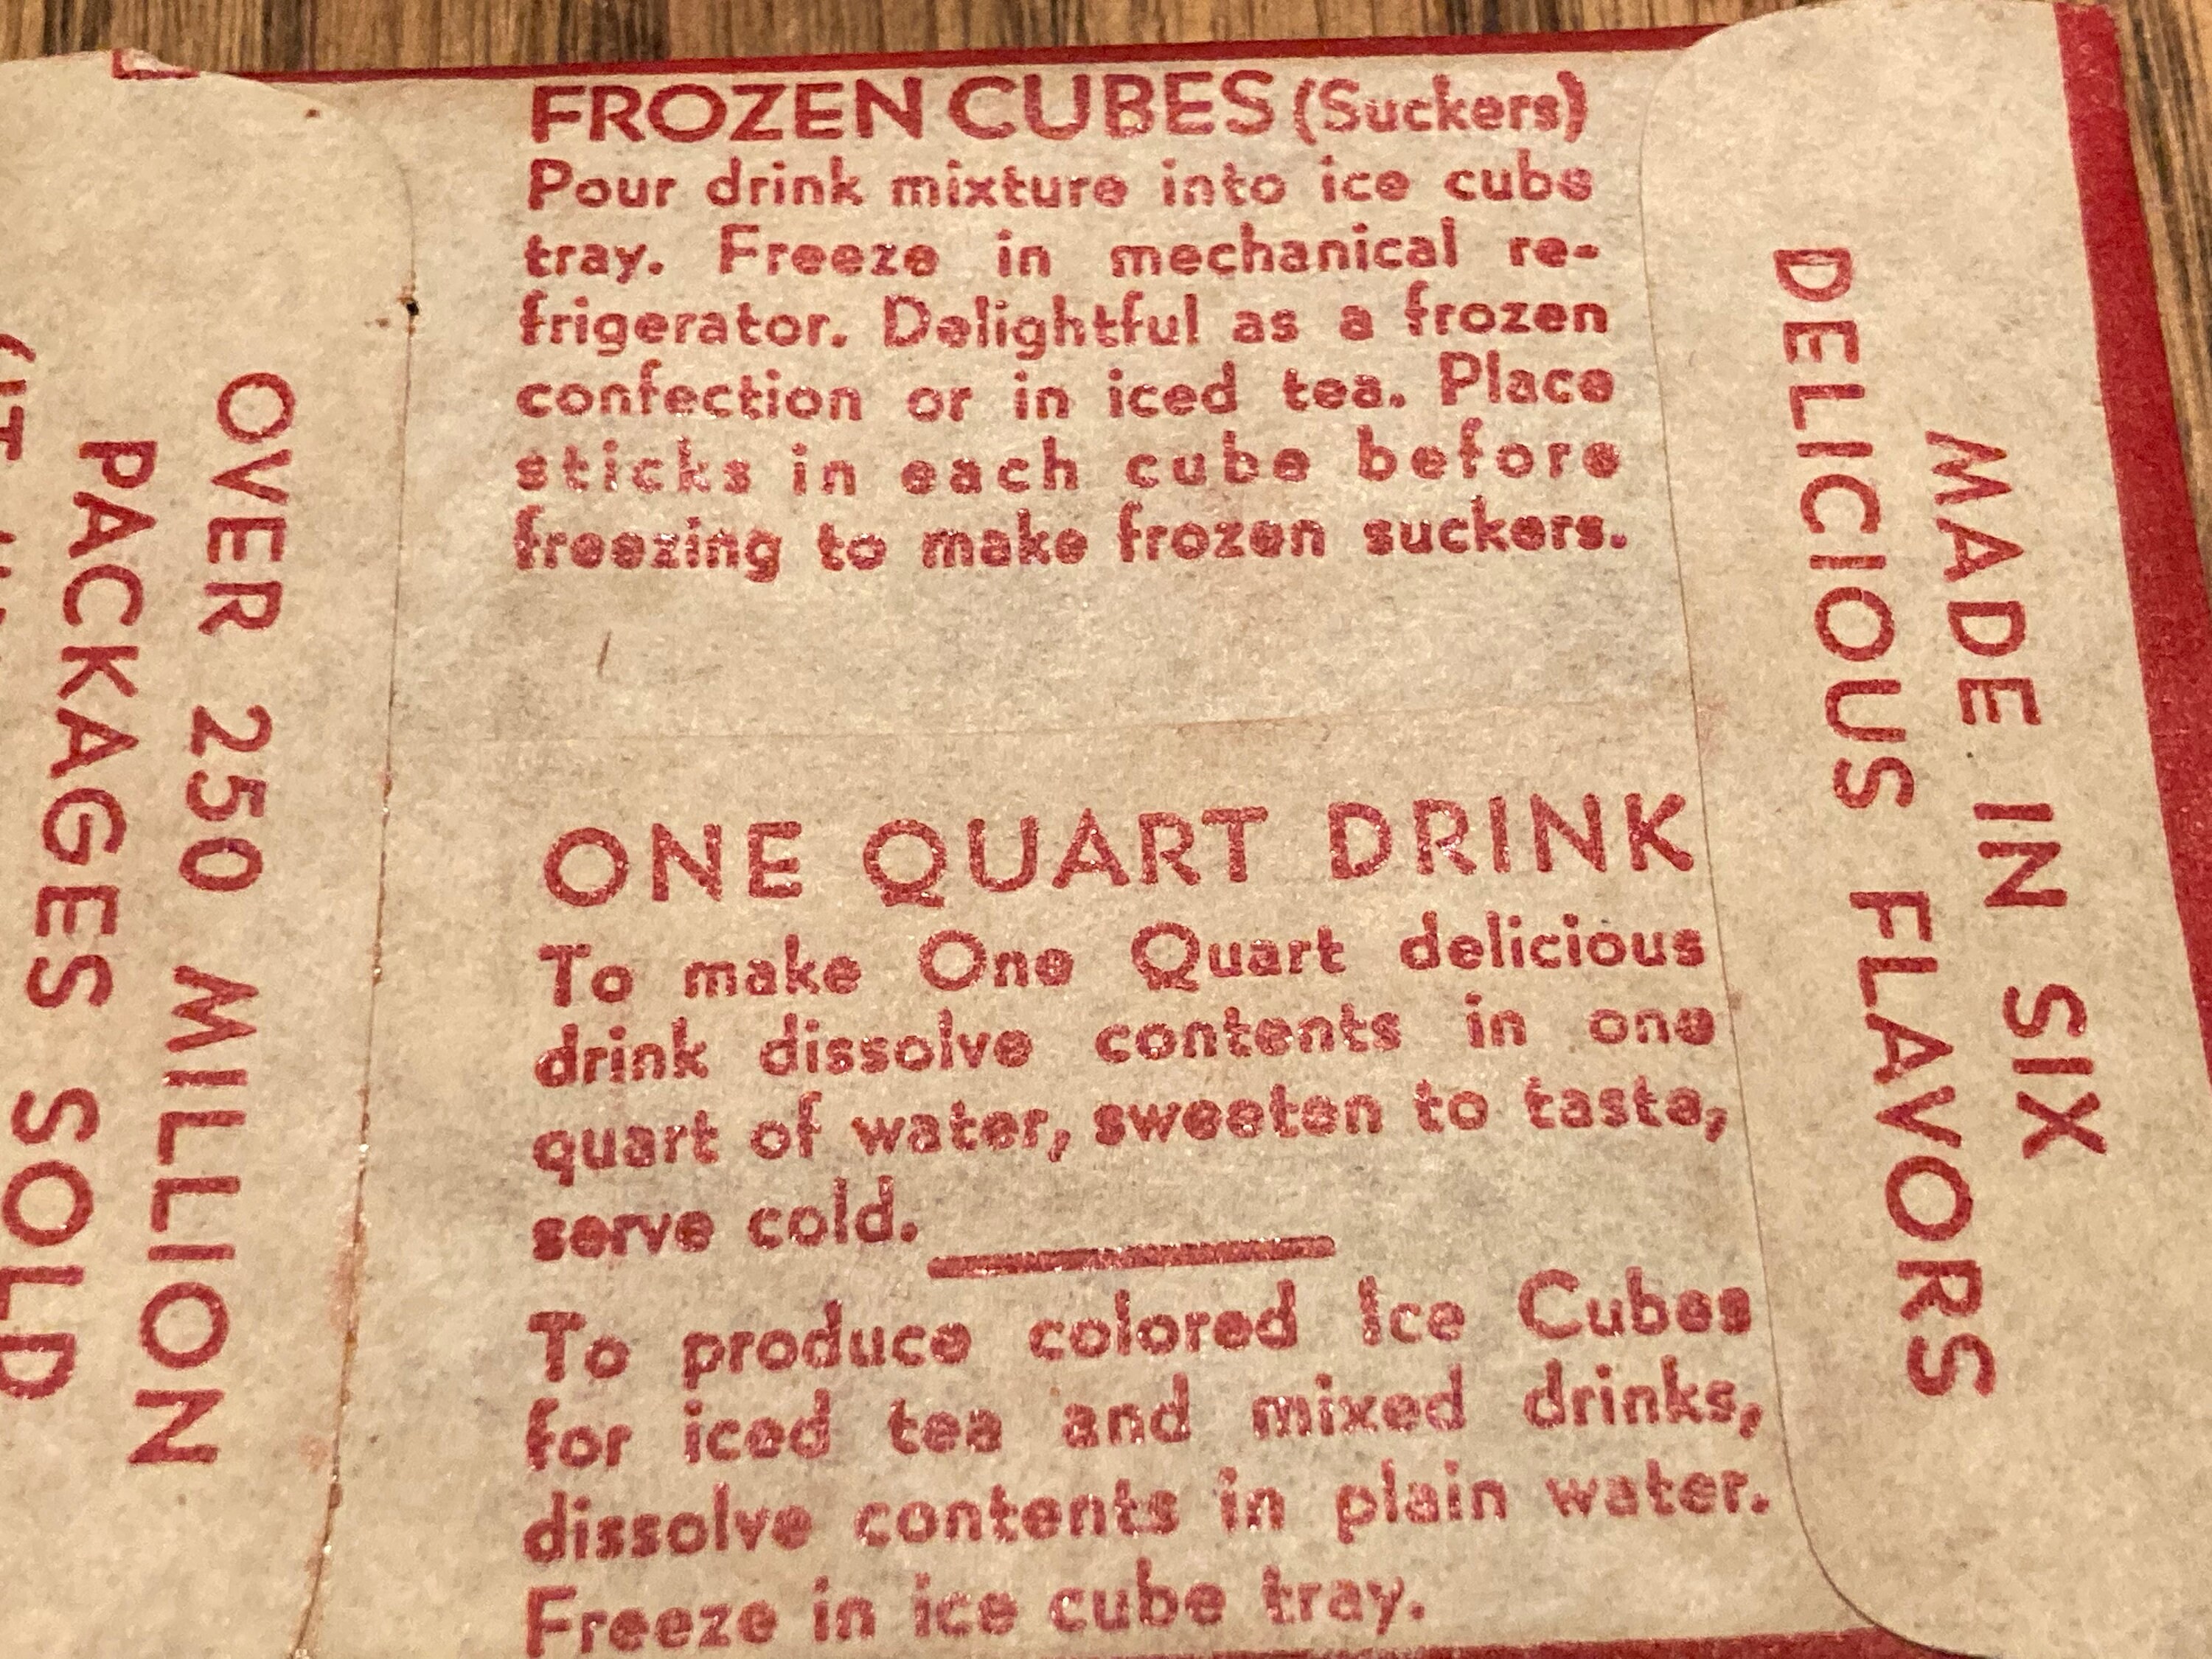 FROZEN CUBES (Suckers)
Pour drink mixture into ice cube
tray. Freeze in mechanical re-
frigerator. Delightful as a frozen
confection or in iced tea. Place
sticks in each cube before
freezing to make frozen suckers.
ONE QUART DRINK
To make One Quart delicious
drink dissolve contents in one
quart of water, sweeten to taste,
serve cold.
To produce colored Ice Cubes
for iced tea and mixed drinks,
dissolve contents in plain water.
Freeze in ice cube tray.
OVER 250 MILLION
PACKAGES SOLD
MADE IN SIX
DELICIOUS FLAVORS